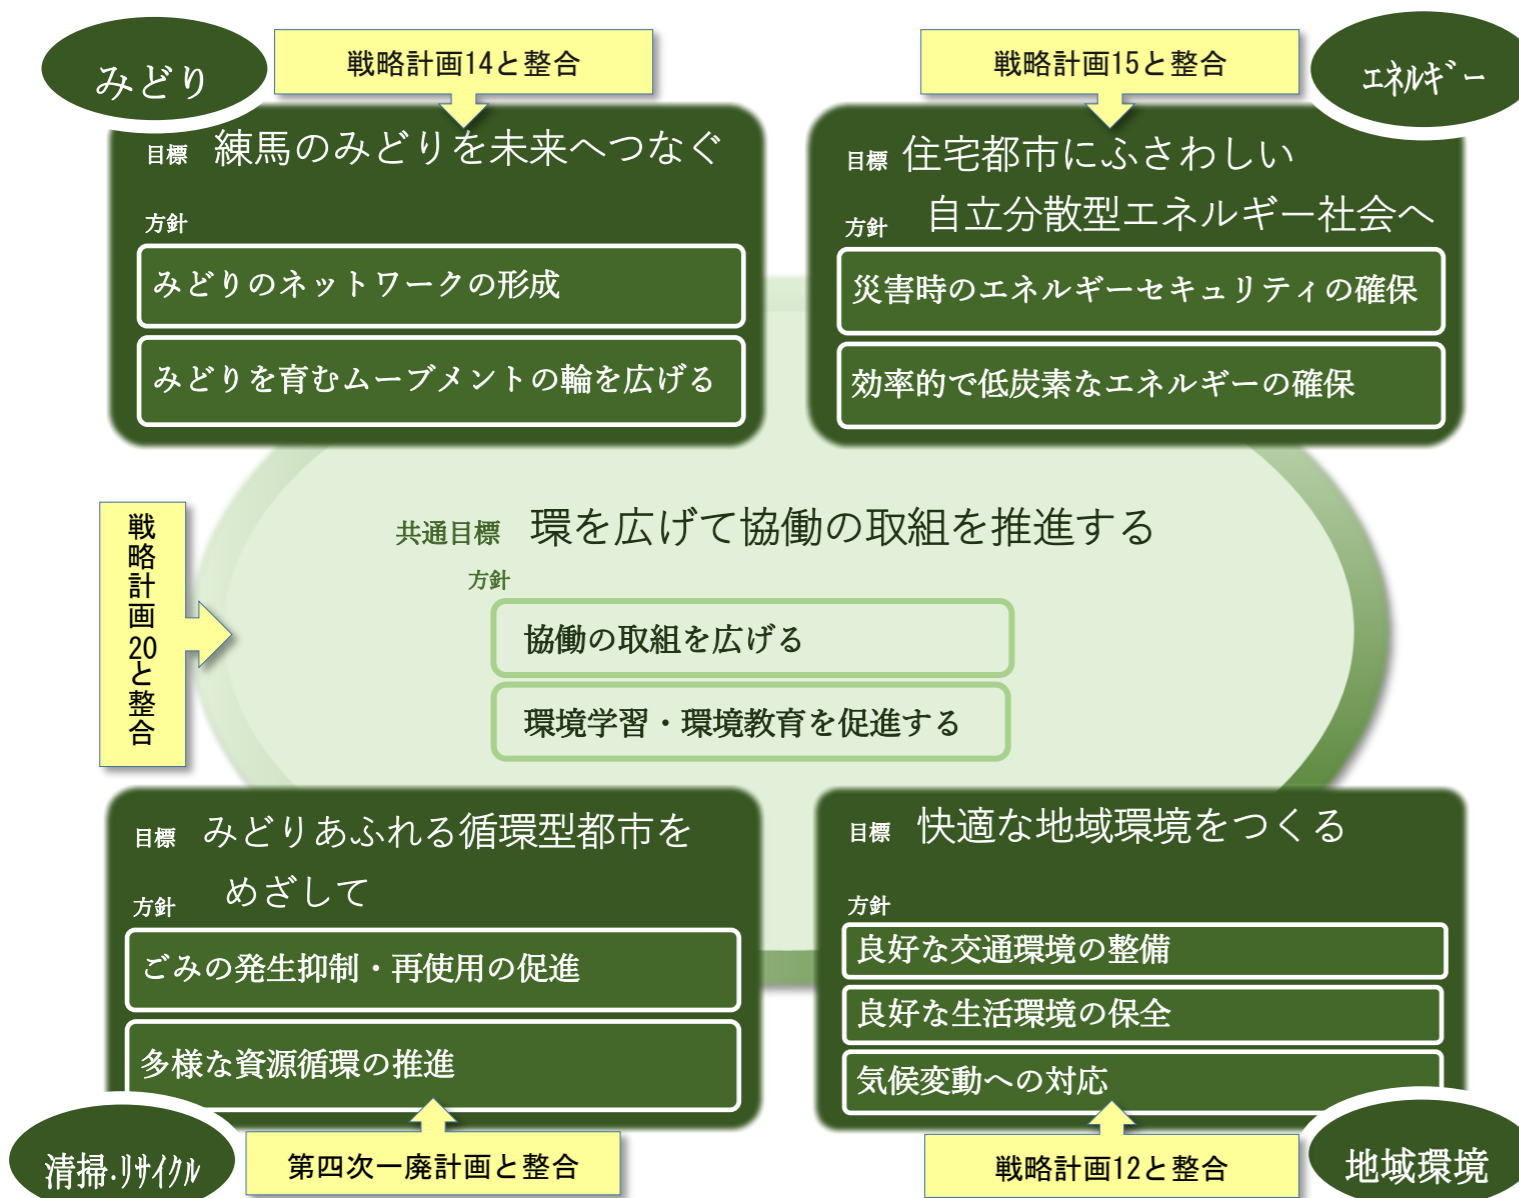 みどり
戦略計画14と整合
目標 練馬のみどりを未来へつなぐ
方針
みどりのネットワークの形成
みどりを育むムーブメントの輪を広げる
戦略計画15と整合
エネルギー
目標 住宅都市にふさわしい
自立分散型エネルギー社会へ
方針
災害時のエネルギーセキュリティの確保
効率的で低炭素なエネルギーの確保
戦略計画20と整合
共通目標 環を広げて協働の取組を推進する
方針
協働の取組を広げる
環境学習・環境教育を促進する
目標 みどりあふれる循環型都市を
めざして
方針
ごみの発生抑制・再使用の促進
多様な資源循環の推進
清掃・リサイクル
第四次一廃計画と整合
目標 快適な地域環境をつくる
方針
良好な交通環境の整備
良好な生活環境の保全
気候変動への対応
戦略計画12と整合
地域環境